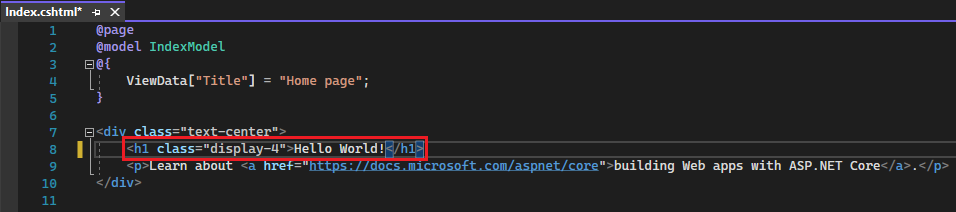 Index.cshtml*
1 @page
2 @model IndexModel
3 @{
4 ViewData["Title"] = "Home page";
5 }
6
7 <div class="text-center">
8 <h1 class="display-4">Hello World!</h1>
9 <p>Learn about <a href="https://docs.microsoft.com/aspnet/core">building Web apps with ASP.NET Core</a>.</p>
10 </div>
11